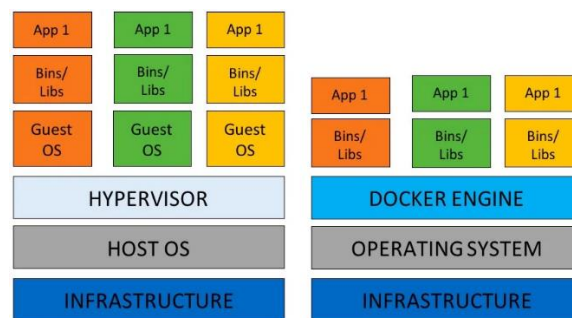 App 1
App 1
App 1
Bins/
Libs
Bins/
Libs
Bins/
Libs
Guest
OS
Guest
OS
Guest
OS
HYPERVISOR
HOST OS
INFRASTRUCTURE
App 1
App 1
App 1
Bins/
Libs
Bins/
Libs
Bins/
Libs
DOCKER ENGINE
OPERATING SYSTEM
INFRASTRUCTURE